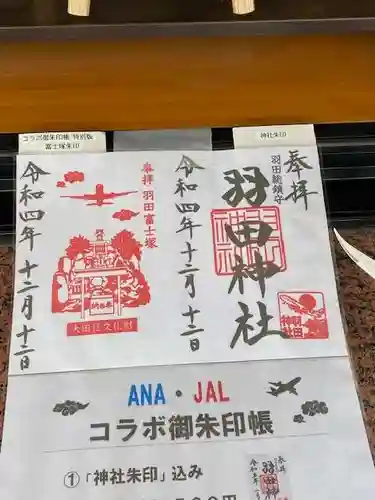 コラボ御朱印帳 特別版
富士塚朱印
神社朱印
奉拝
羽田総鎮守
羽田神社
令和四年 十二月十二日
奉拝
羽田富士塚
大田区文化財
令和四年 十二月十二日
ANA・JAL
コラボ御朱印帳
①「神社朱印」込み